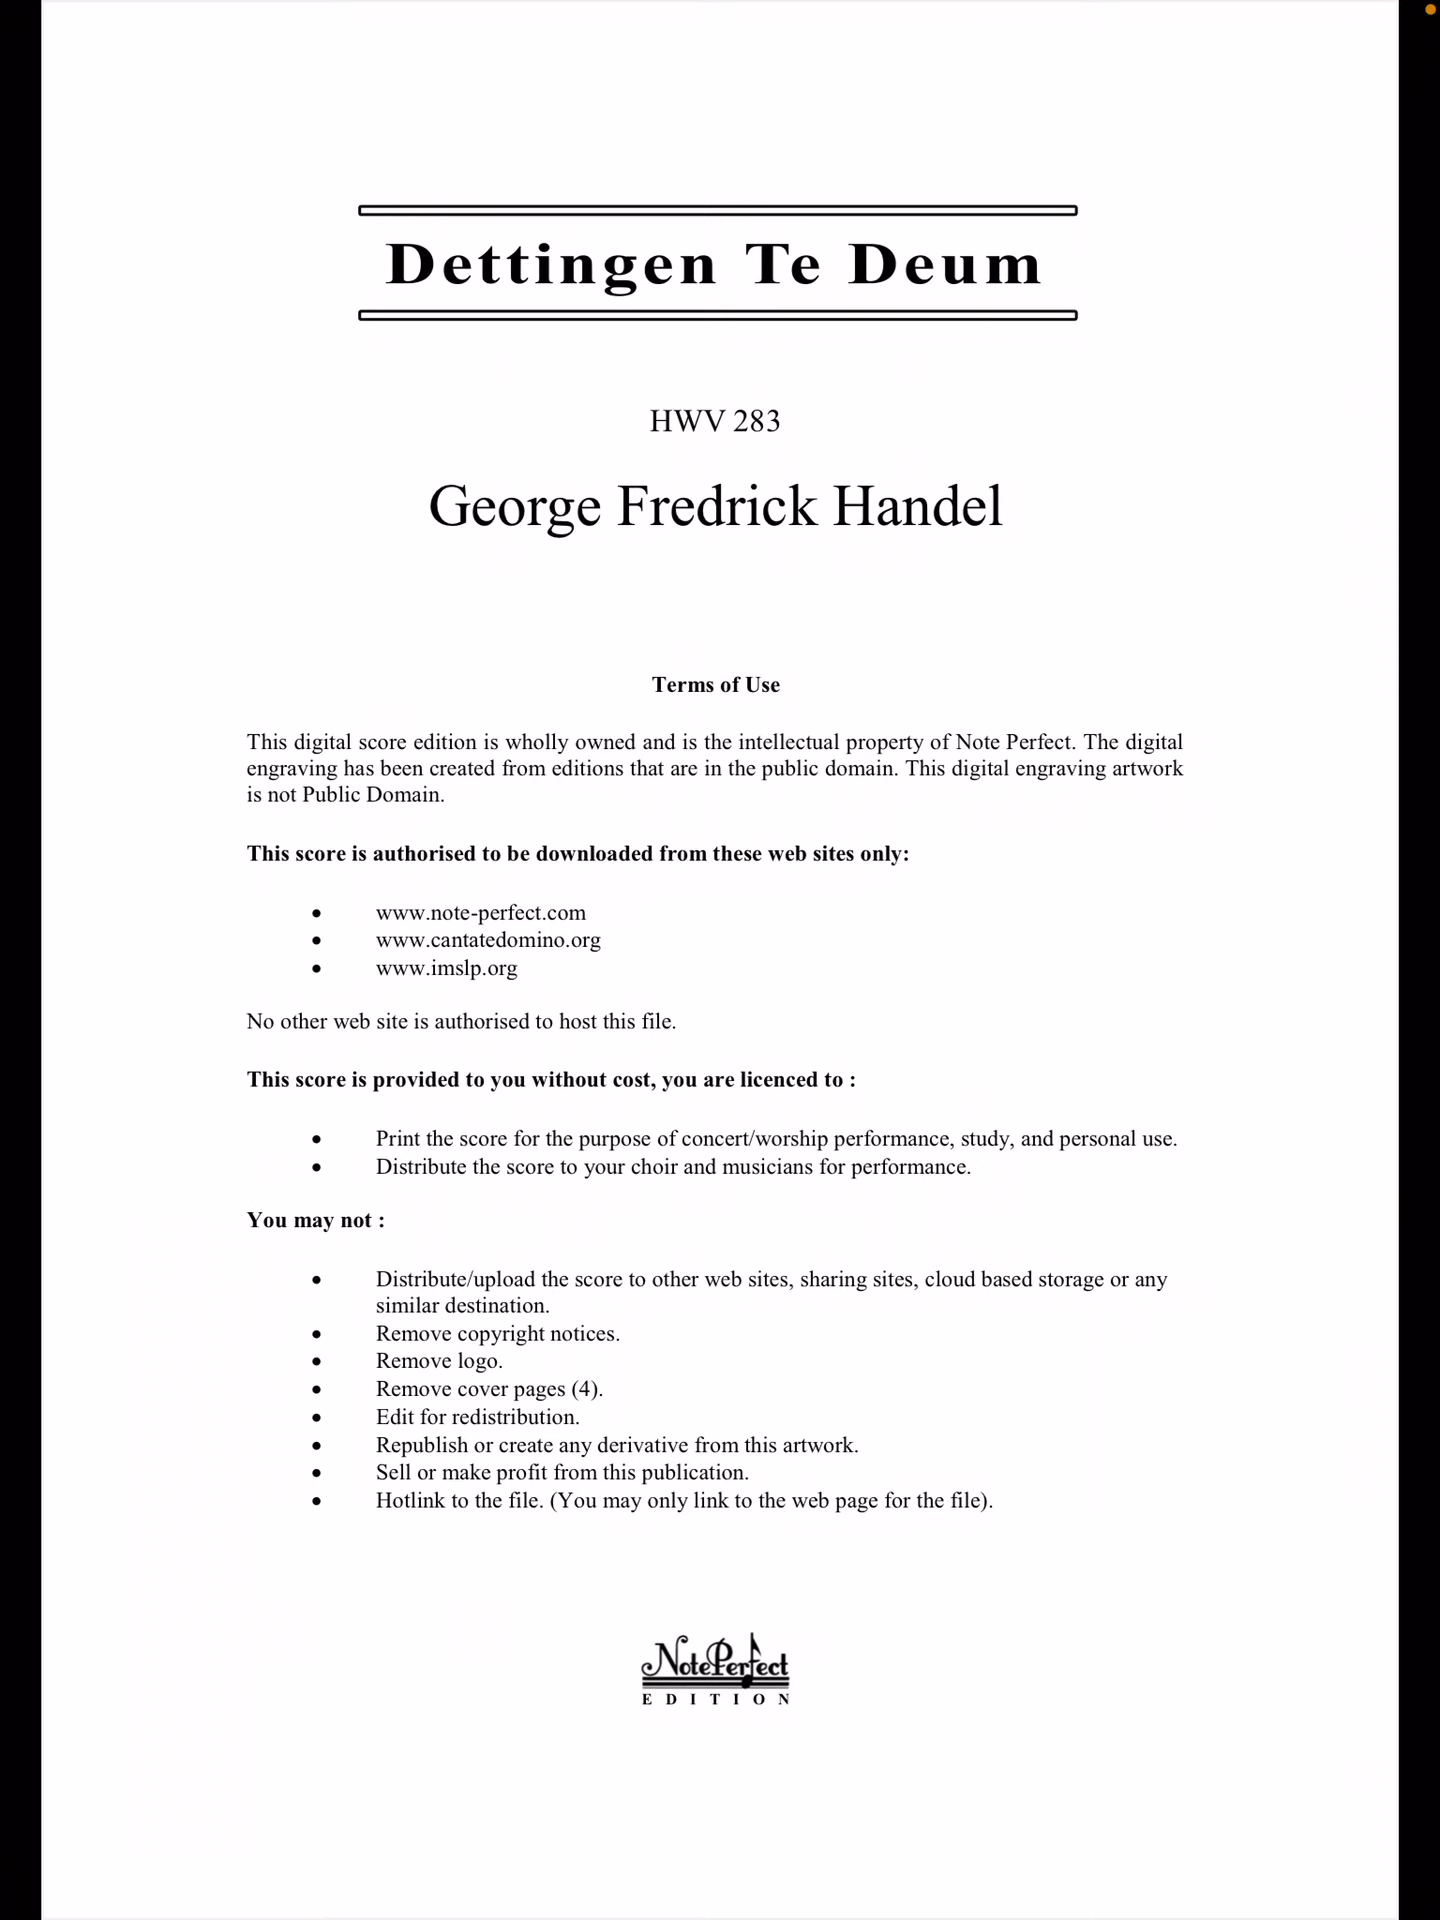 Dettingen Te Deum
HWV 283
George Fredrick Handel
Terms of Use
This digital score edition is wholly owned and is the intellectual property of Note Perfect. The digital
engraving has been created from editions that are in the public domain. This digital engraving artwork
is not Public Domain.
This score is authorised to be downloaded from these web sites only:
• www.note-perfect.com
• www.cantatedomino.org
• www.imslp.org
No other web site is authorised to host this file.
This score is provided to you without cost, you are licenced to :
• Print the score for the purpose of concert/worship performance, study, and personal use.
• Distribute the score to your choir and musicians for performance.
You may not :
• Distribute/upload the score to other web sites, sharing sites, cloud based storage or any
similar destination.
• Remove copyright notices.
• Remove logo.
• Remove cover pages (4).
• Edit for redistribution.
• Republish or create any derivative from this artwork.
• Sell or make profit from this publication.
• Hotlink to the file. (You may only link to the web page for the file).
NotePerfect
EDITION